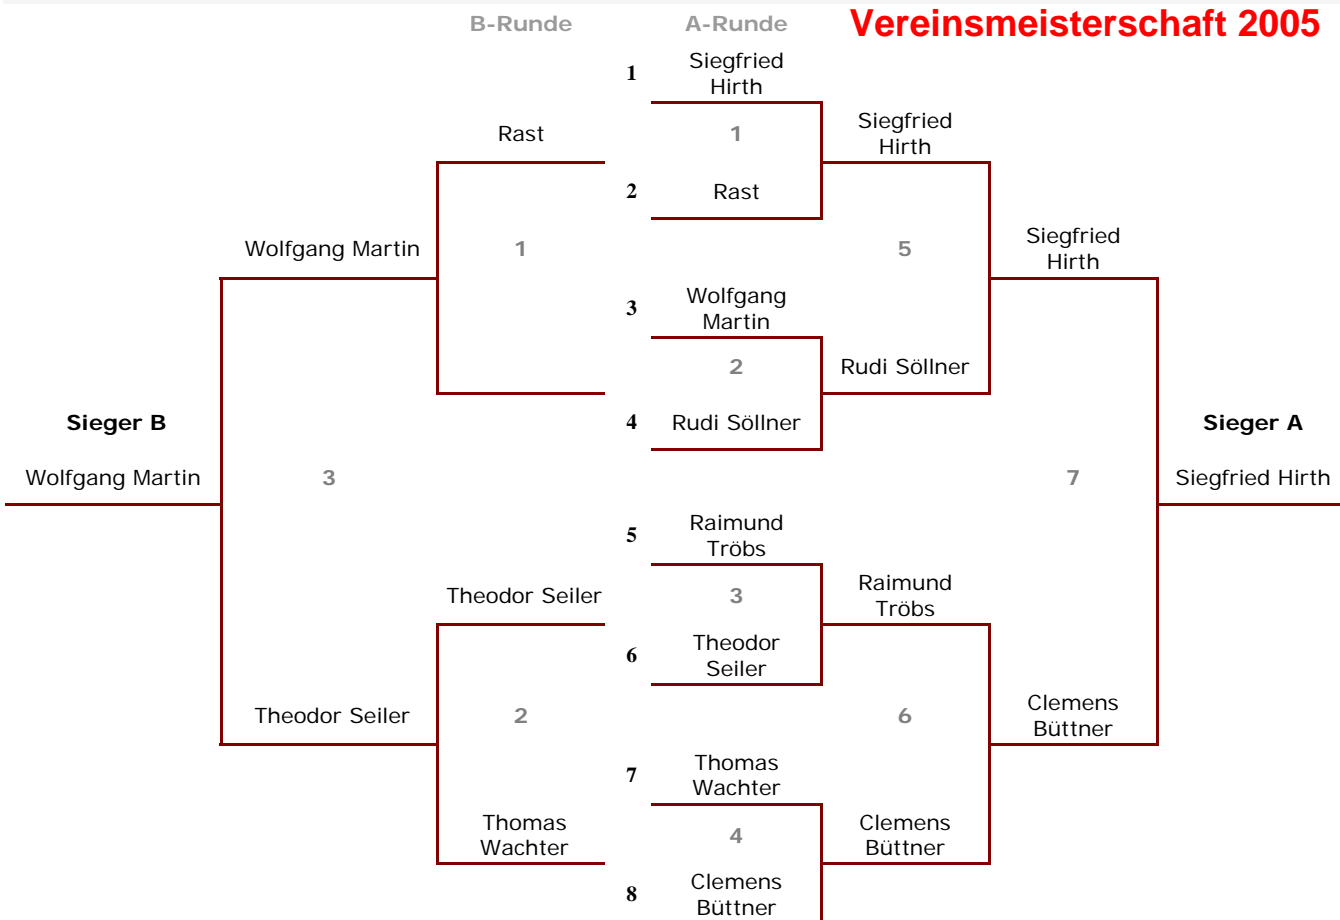 B-Runde
A-Runde
Vereinsmeisterschaft 2005
1
Siegfried
Hirth
Rast
1
Siegfried
Hirth
2
Rast
Wolfgang Martin
1
5
Siegfried
Hirth
3
Wolfgang
Martin
2
Rudi Söllner
Sieger B
4
Rudi Söllner
Sieger A
Wolfgang Martin
3
7
Siegfried Hirth
5
Raimund
Tröbs
Theodor Seiler
3
Raimund
Tröbs
6
Theodor
Seiler
Theodor Seiler
2
6
Clemens
Büttner
7
Thomas
Wachter
Thomas
Wachter
4
Clemens
Büttner
8
Clemens
Büttner